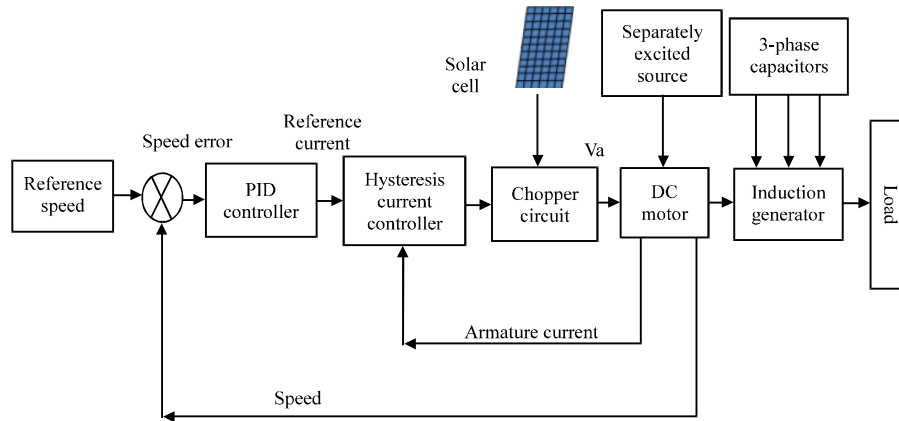 Separately
excited
source
3-phase
capacitors
Solar
cell
Reference
current
Speed error
Va
Reference
speed
PID
controller
Hysteresis
current
controller
Chopper
circuit
DC
motor
Induction
generator
Load
Armature current
Speed